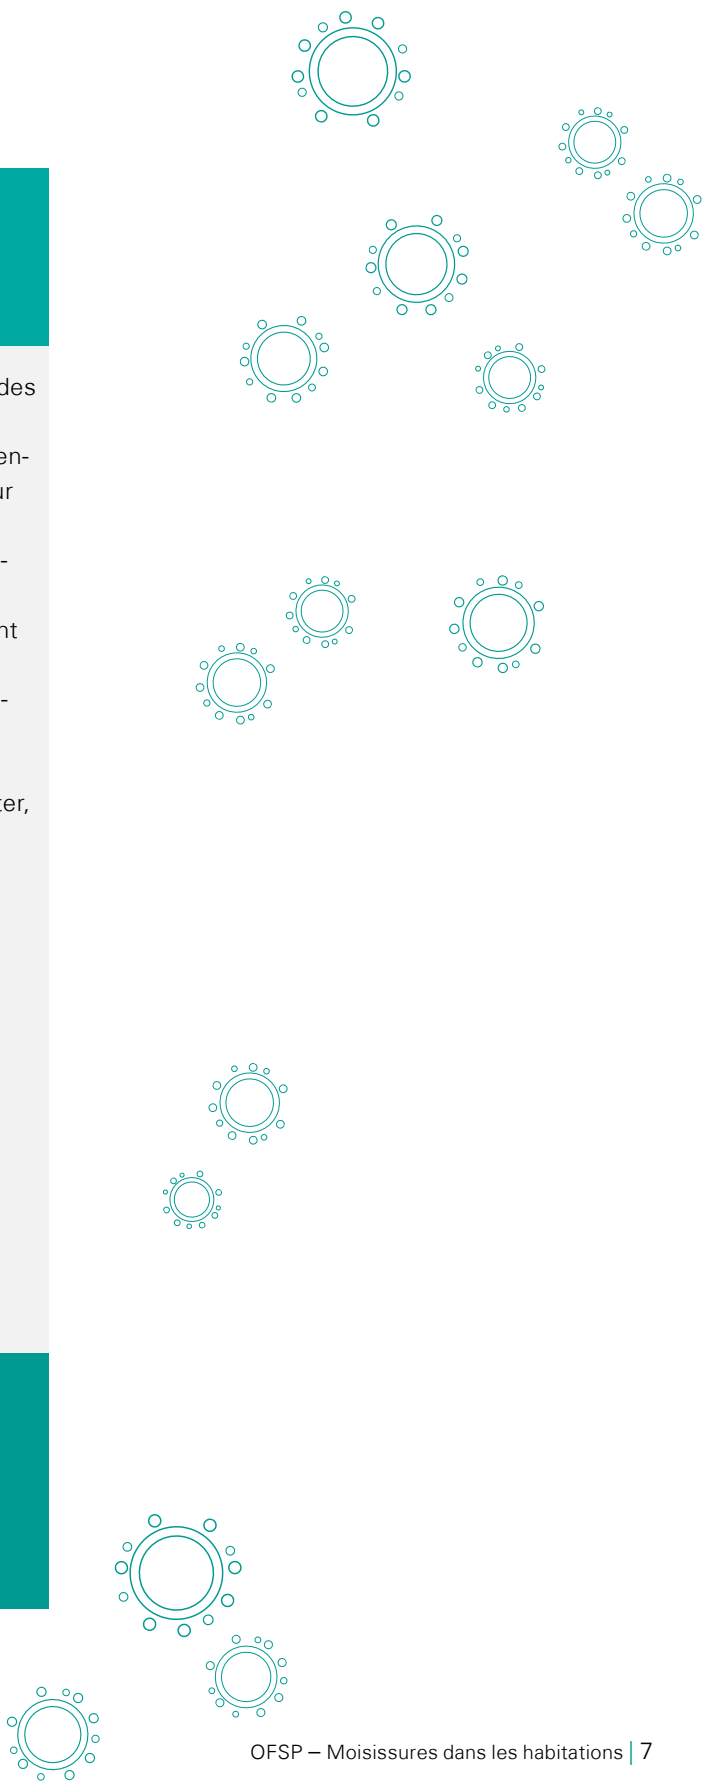 des
en-
ur
-
nt
-
ter,
OFSP – Moisissures dans les habitations | 7